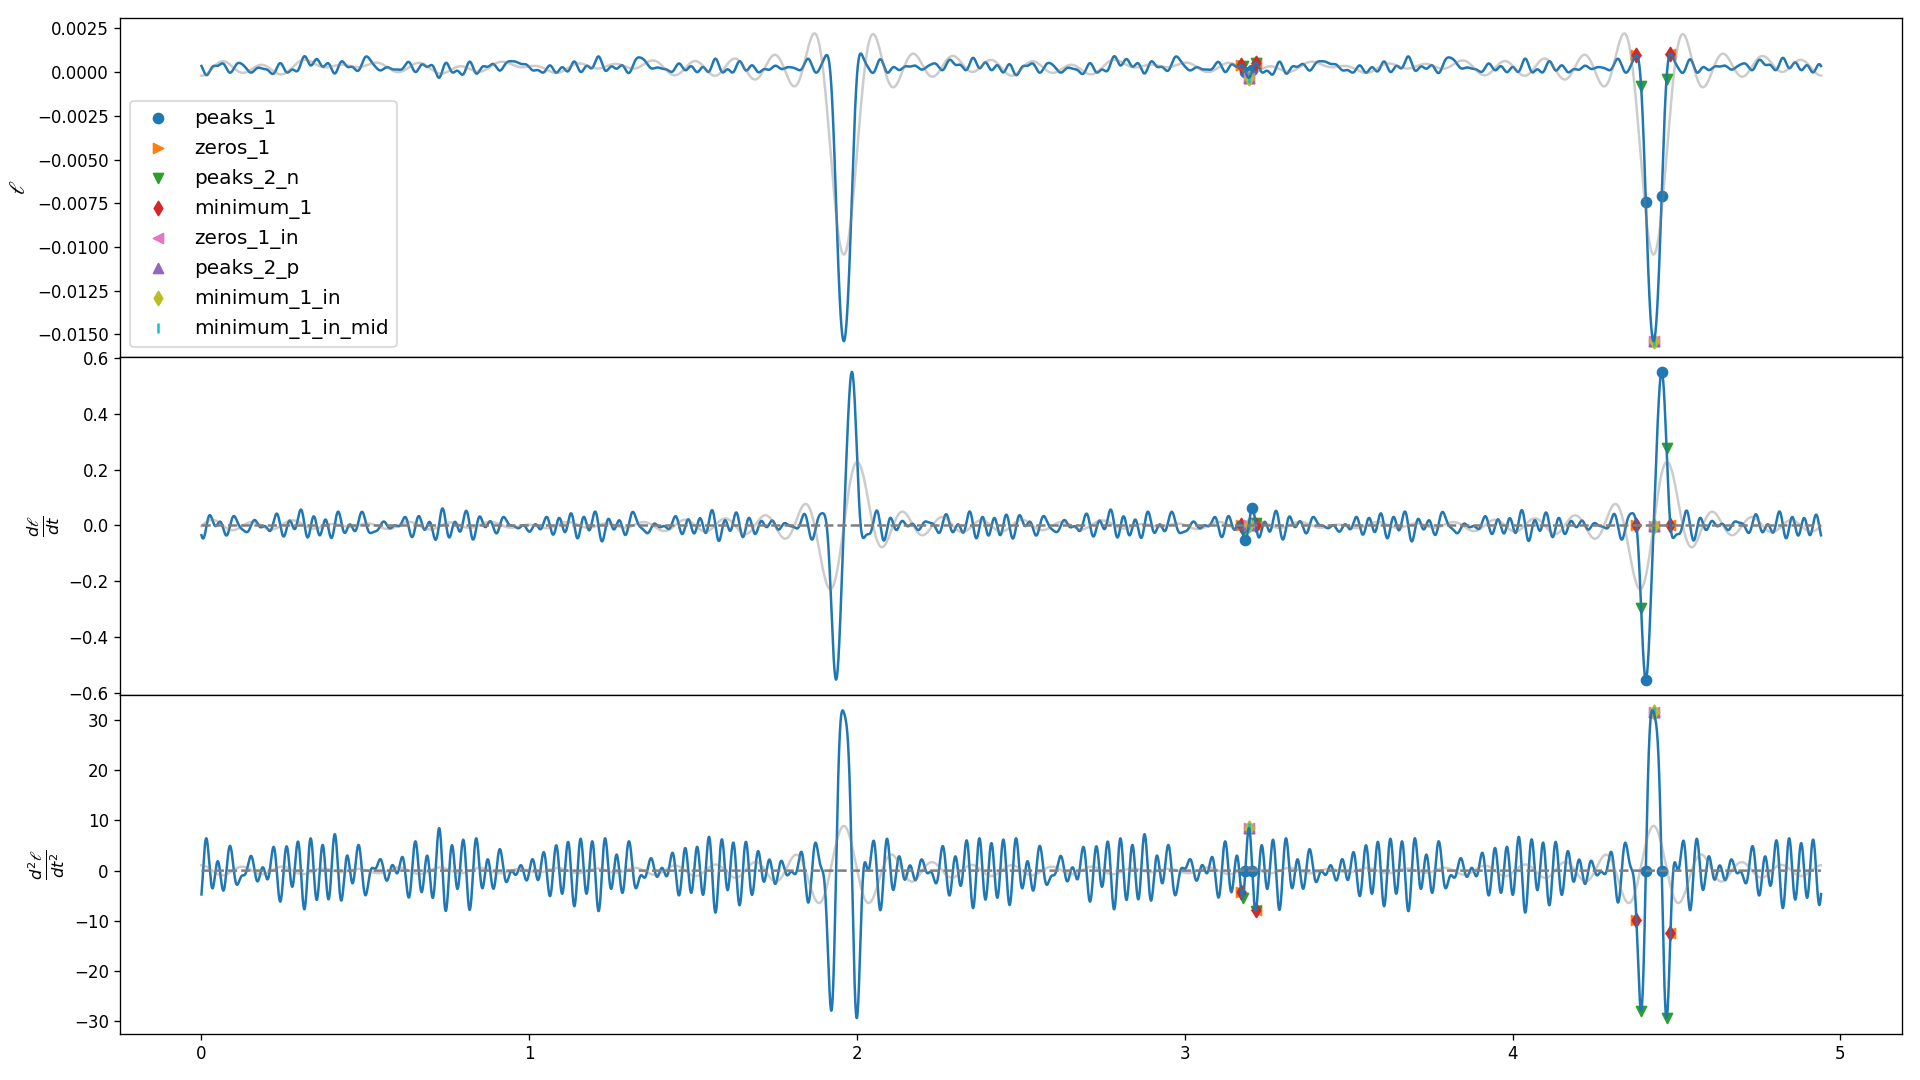 0.0025
0.0000
−0.0025
−0.0050
−0.0075
−0.0100
−0.0125
−0.0150
ℓ
peaks_1
zeros_1
peaks_2_n
minimum_1
zeros_1_in
peaks_2_p
minimum_1_in
minimum_1_in_mid
0.6
0.4
0.2
0.0
−0.2
−0.4
−0.6
dℓ
dt
30
20
10
0
−10
−20
−30
d²ℓ
dt²
0 1 2 3 4 5